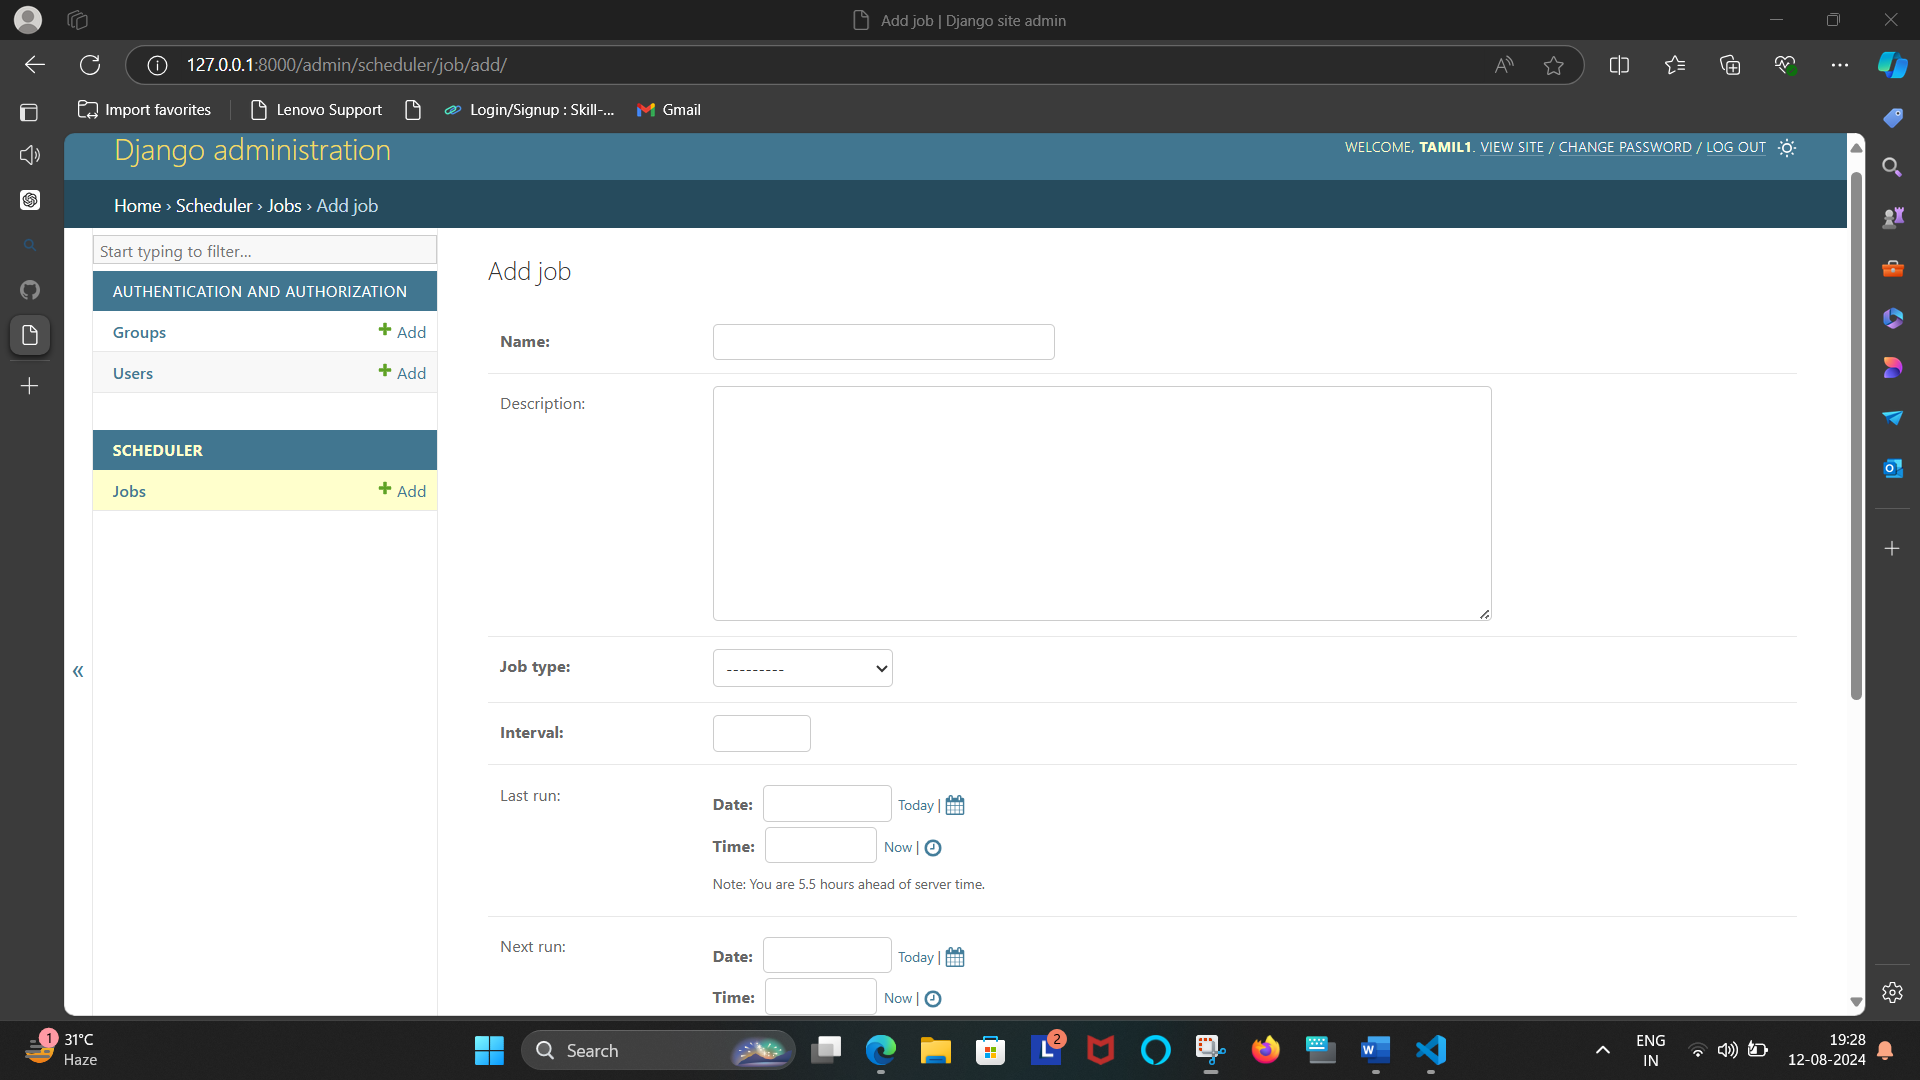 Add job | Django site admin
127.0.0.1:8000/admin/scheduler/job/add/
Import favorites
Lenovo Support
Login/Signup : Skill-...
Gmail
Django administration
WELCOME, TAMIL1. VIEW SITE / CHANGE PASSWORD / LOG OUT
Home › Scheduler › Jobs › Add job
Start typing to filter...
AUTHENTICATION AND AUTHORIZATION
Groups
Add
Users
Add
SCHEDULER
Jobs
Add
«
Add job
Name:
Description:
Job type:
---------
Interval:
Last run:
Date:
Today |
Time:
Now |
Note: You are 5.5 hours ahead of server time.
Next run:
Date:
Today |
Time:
Now |
1
31°C
Haze
Search
L
2
W
ENG
IN
19:28
12-08-2024